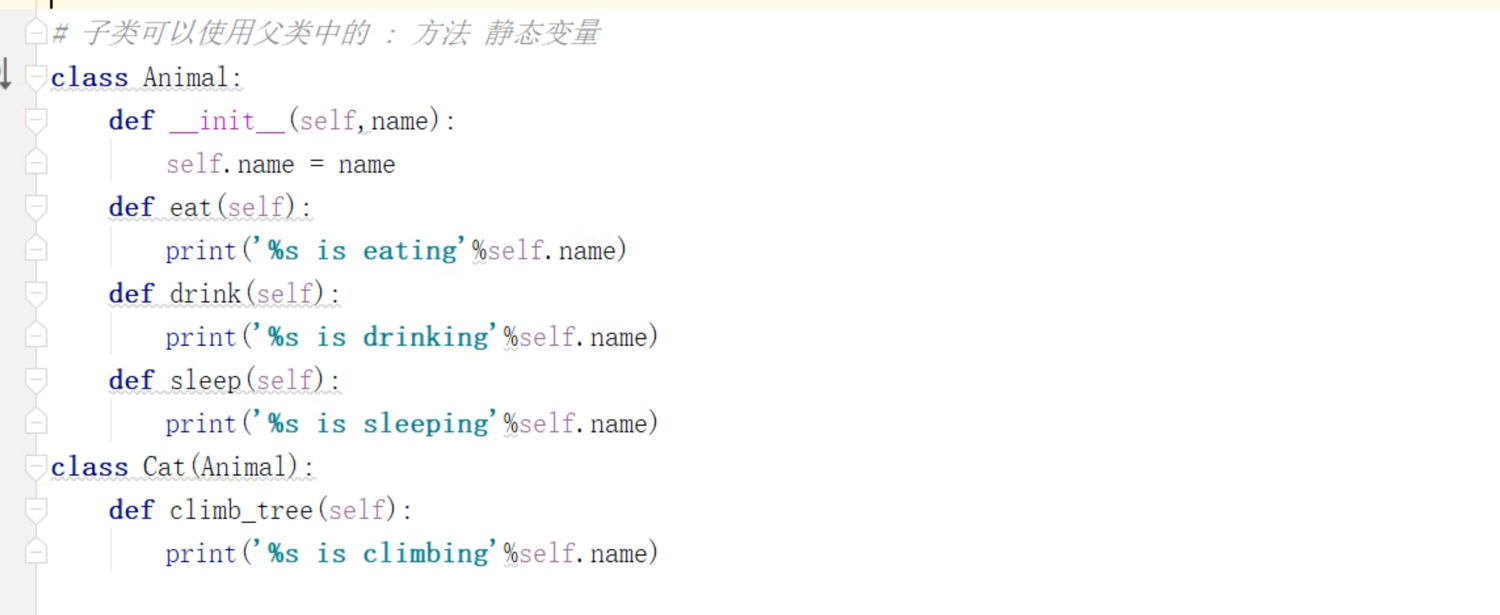 # 子类可以使用父类中的 : 方法 静态变量
class Animal:
    def __init__(self,name):
        self.name = name
    def eat(self):
        print('%s is eating'%self.name)
    def drink(self):
        print('%s is drinking'%self.name)
    def sleep(self):
        print('%s is sleeping'%self.name)
class Cat(Animal):
    def climb_tree(self):
        print('%s is climbing'%self.name)